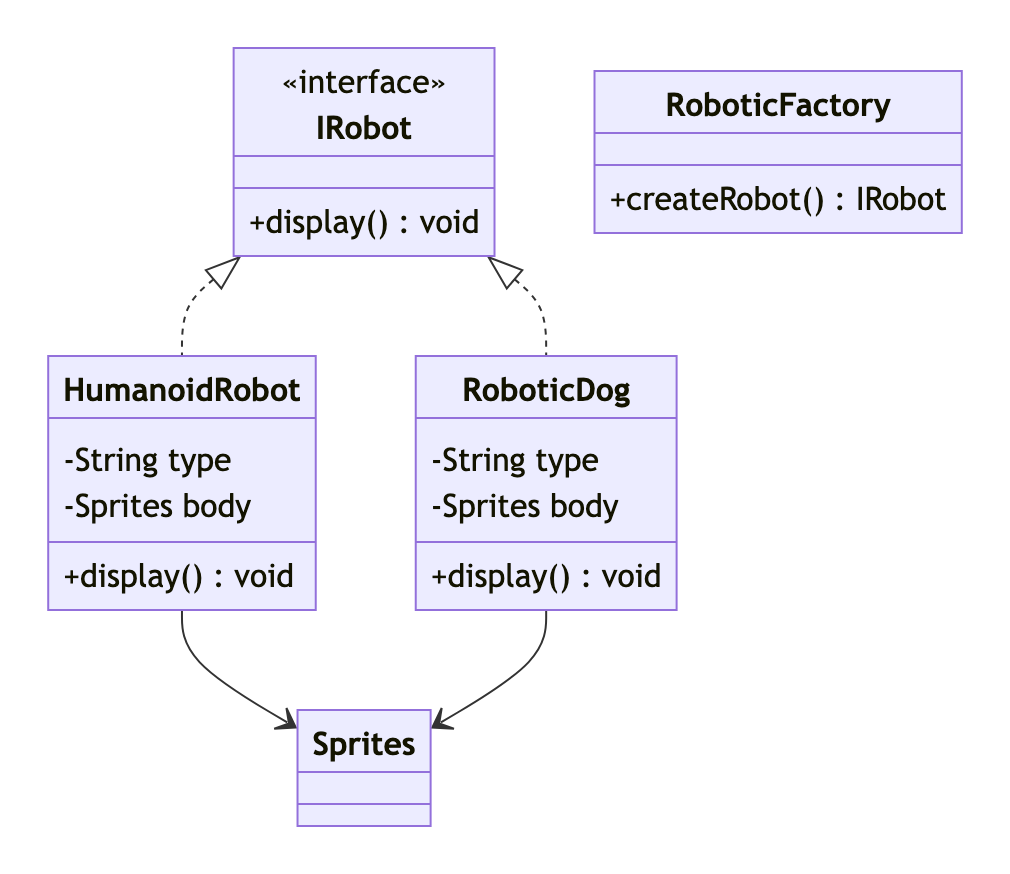 «interface»
IRobot
+display() : void
RoboticFactory
+createRobot() : IRobot
HumanoidRobot
-String type
-Sprites body
+display() : void
RoboticDog
-String type
-Sprites body
+display() : void
Sprites